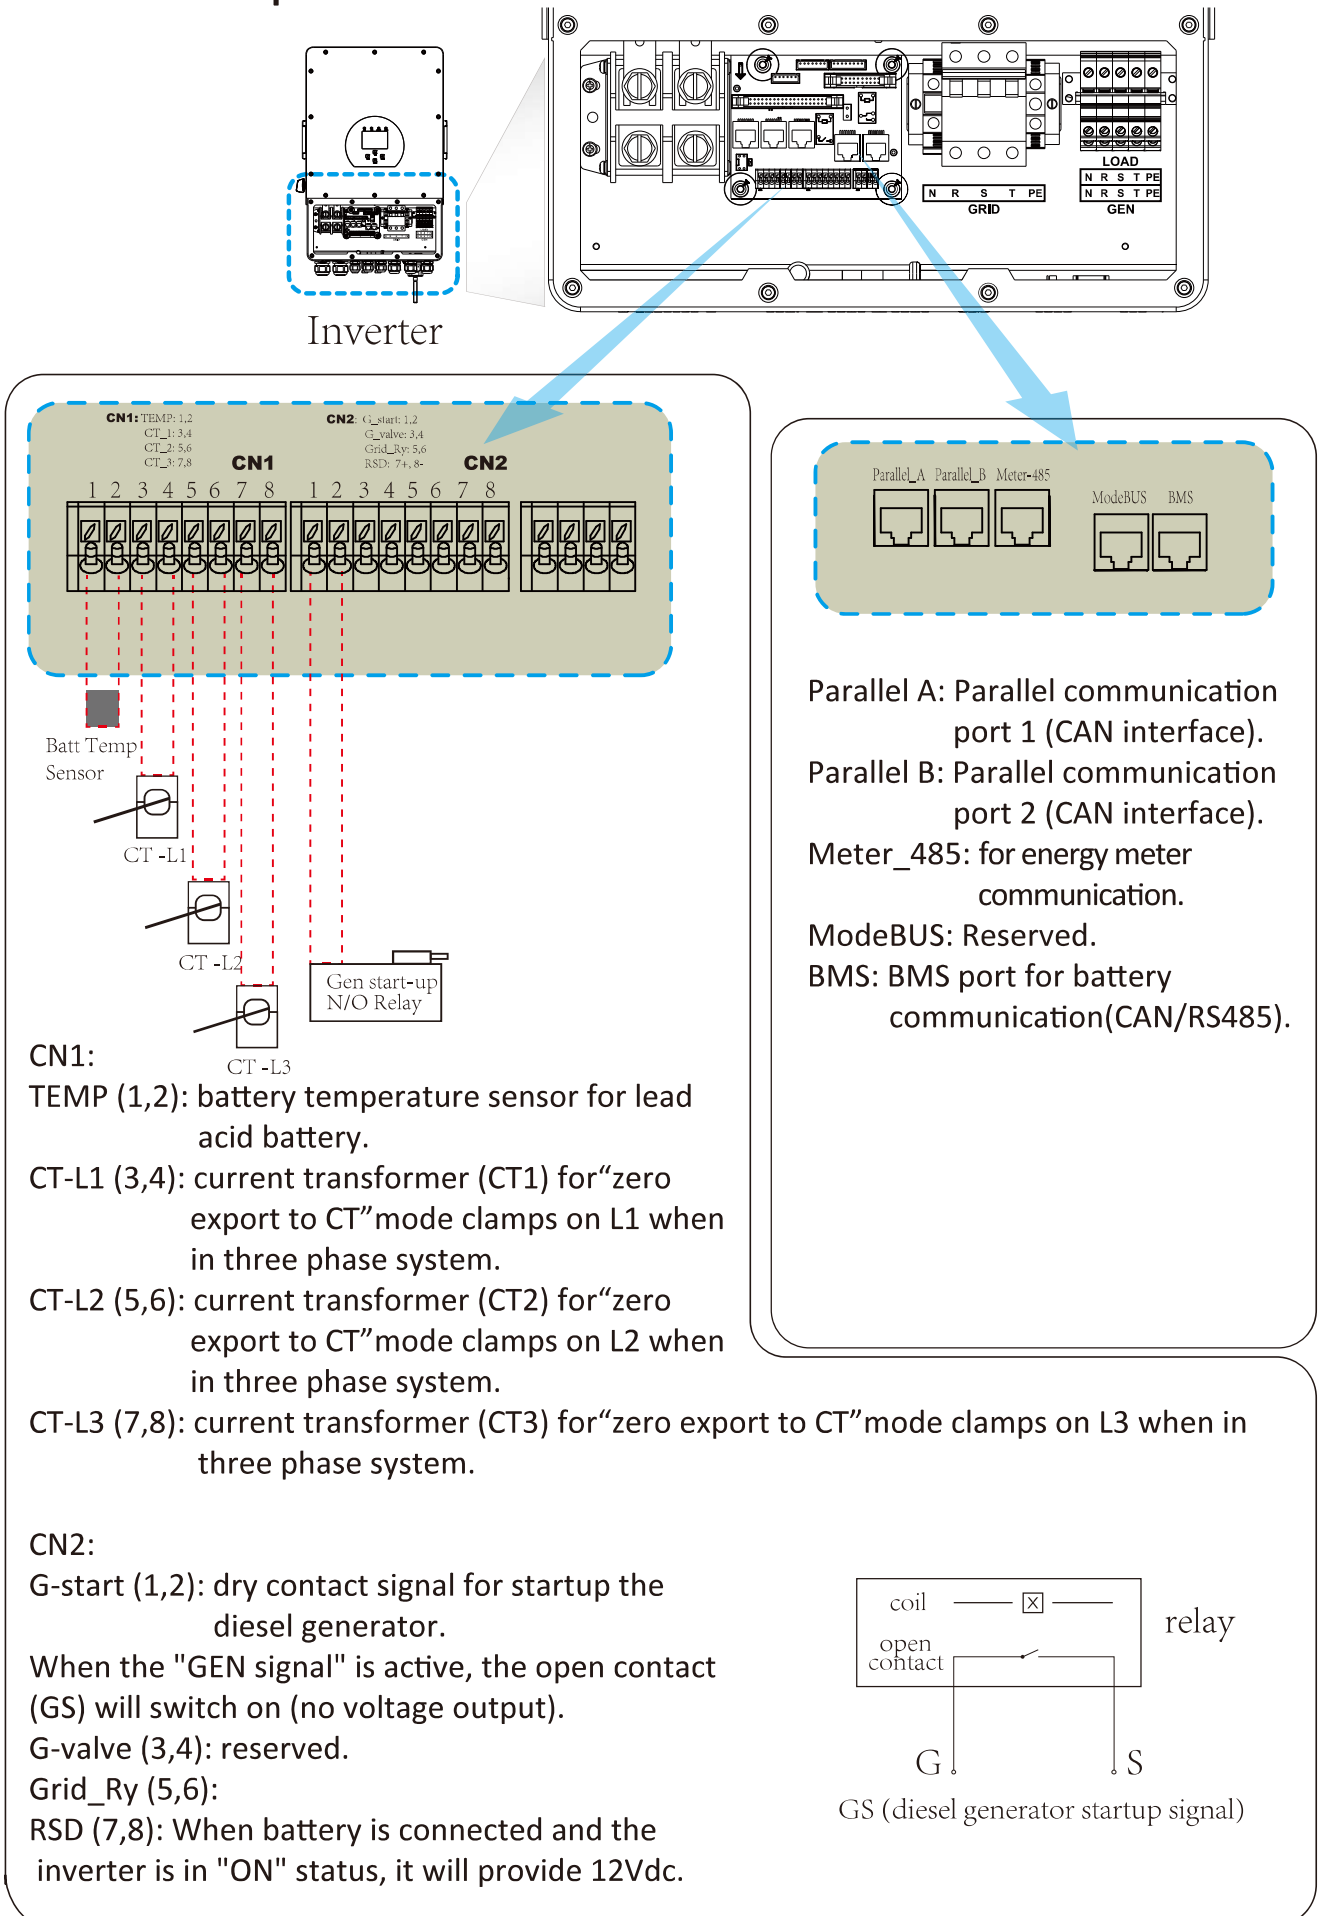 LOAD
N R S T PE
N R S T PE
GEN
N R S T PE
GRID
Inverter
CN1: TEMP: 1,2
CT_1: 3,4
CT_2: 5,6
CT_3: 7,8
CN1
CN2: G_start: 1,2
G_valve: 3,4
Grid_Ry: 5,6
RSD: 7+, 8-
CN2
1 2 3 4 5 6 7 8
1 2 3 4 5 6 7 8
Batt Temp
Sensor
CT -L1
CT -L2
CT -L3
Gen start-up
N/O Relay
Parallel_A Parallel_B Meter-485
ModeBUS BMS
Parallel A: Parallel communication
port 1 (CAN interface).
Parallel B: Parallel communication
port 2 (CAN interface).
Meter_485: for energy meter
communication.
ModeBUS: Reserved.
BMS: BMS port for battery
communication(CAN/RS485).
CN1:
TEMP (1,2): battery temperature sensor for lead
acid battery.
CT-L1 (3,4): current transformer (CT1) for“zero
export to CT”mode clamps on L1 when
in three phase system.
CT-L2 (5,6): current transformer (CT2) for“zero
export to CT”mode clamps on L2 when
in three phase system.
CT-L3 (7,8): current transformer (CT3) for“zero export to CT”mode clamps on L3 when in
three phase system.
CN2:
G-start (1,2): dry contact signal for startup the
diesel generator.
When the "GEN signal" is active, the open contact
(GS) will switch on (no voltage output).
G-valve (3,4): reserved.
Grid_Ry (5,6):
RSD (7,8): When battery is connected and the
inverter is in "ON" status, it will provide 12Vdc.
coil
X
open
contact
relay
G S
GS (diesel generator startup signal)